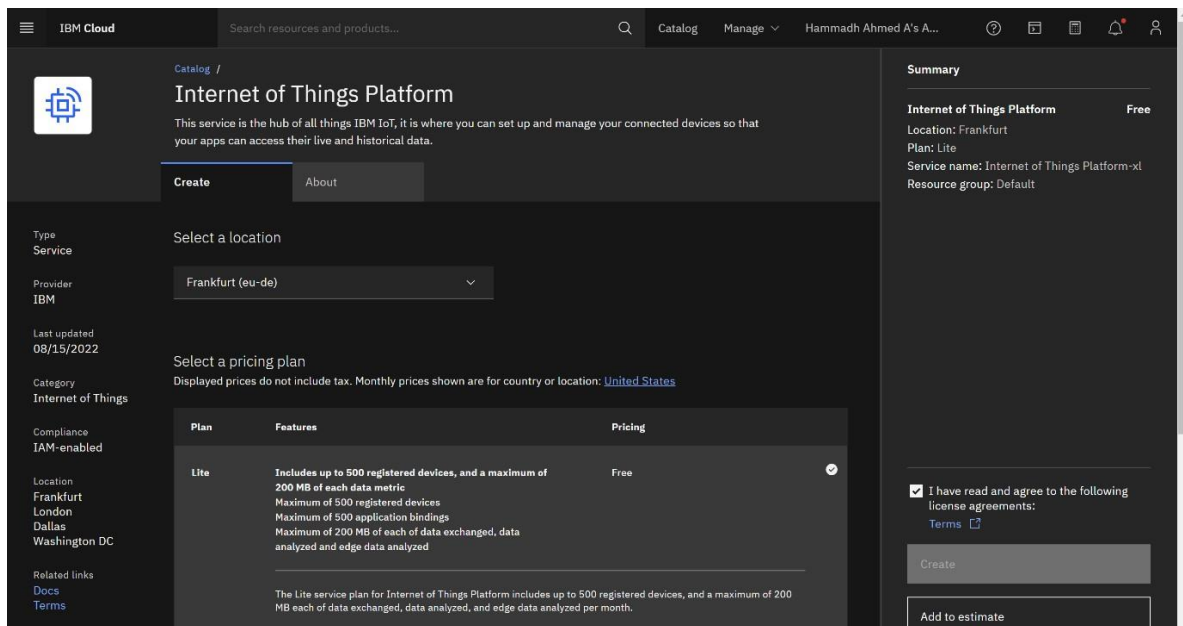 IBM Cloud
Search resources and products...
Catalog
Manage
Hammadh Ahmed A's A...
Catalog /
Internet of Things Platform
This service is the hub of all things IBM IoT, it is where you can set up and manage your connected devices so that
your apps can access their live and historical data.
Create
About
Type
Service
Provider
IBM
Last updated
08/15/2022
Category
Internet of Things
Compliance
IAM-enabled
Location
Frankfurt
London
Dallas
Washington DC
Related links
Docs
Terms
Select a location
Frankfurt (eu-de)
Select a pricing plan
Displayed prices do not include tax. Monthly prices shown are for country or location: United States
Plan
Features
Pricing
Lite
Includes up to 500 registered devices, and a maximum of
200 MB of each data metric
Maximum of 500 registered devices
Maximum of 500 application bindings
Maximum of 200 MB of each of data exchanged, data
analyzed and edge data analyzed
Free
The Lite service plan for Internet of Things Platform includes up to 500 registered devices, and a maximum of 200
MB each of data exchanged, data analyzed, and edge data analyzed per month.
Summary
Internet of Things Platform Free
Location: Frankfurt
Plan: Lite
Service name: Internet of Things Platform-xl
Resource group: Default
I have read and agree to the following
license agreements:
Terms
Create
Add to estimate